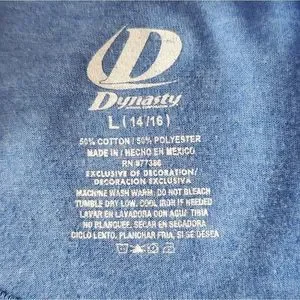 D
Dynasty
L (14/16)
50% COTTON / 50% POLYESTER
MADE IN / HECHO EN MEXICO
RN #77386
EXCLUSIVE OF DECORATION/
DECORACION EXCLUSIVA
MACHINE WASH WARM. DO NOT BLEACH
TUMBLE DRY LOW. COOL IRON IS NEEDED
LAVAR EN LAVADORA CON AGUA TIBIA
NO BLANQUEE. SECAR EN SECADORA
CICLO LENTO. PLANCHAR FRIA, SI SE DESEA